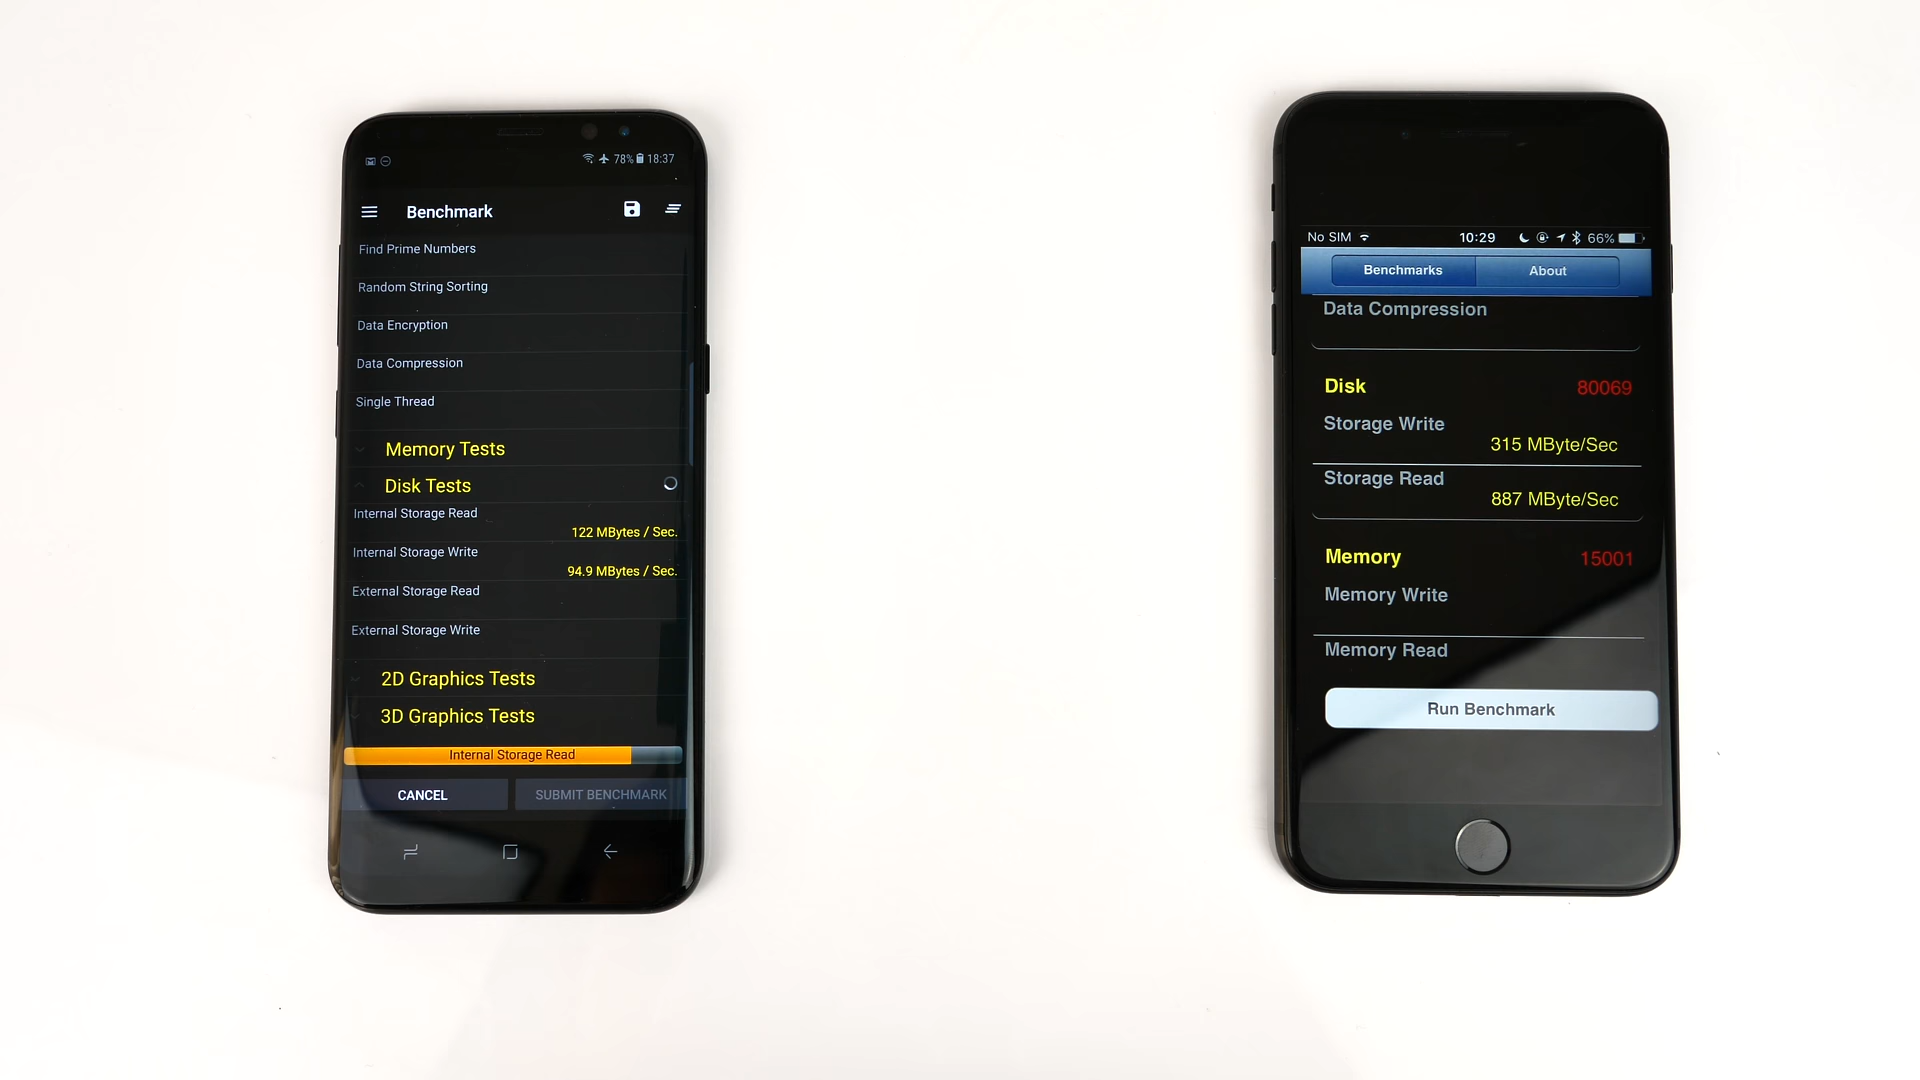 78% 18:37
Benchmark
Find Prime Numbers
Random String Sorting
Data Encryption
Data Compression
Single Thread
Memory Tests
Disk Tests
Internal Storage Read
122 MBytes / Sec.
Internal Storage Write
94.9 MBytes / Sec.
External Storage Read
External Storage Write
2D Graphics Tests
3D Graphics Tests
Internal Storage Read
CANCEL SUBMIT BENCHMARK
No SIM 10:29 66%
Benchmarks About
Data Compression
Disk 80069
Storage Write
315 MByte/Sec
Storage Read
887 MByte/Sec
Memory 15001
Memory Write
Memory Read
Run Benchmark